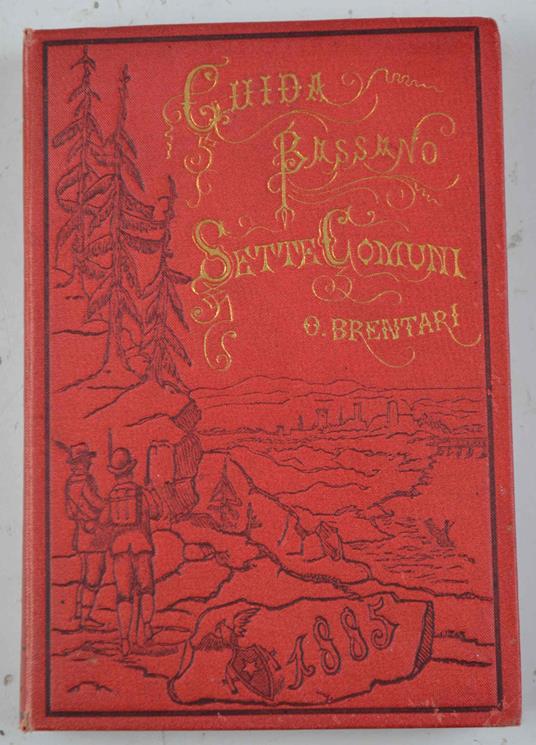 GUIDA
BASSANO
SETTE COMUNI
O. BRENTARI
1885